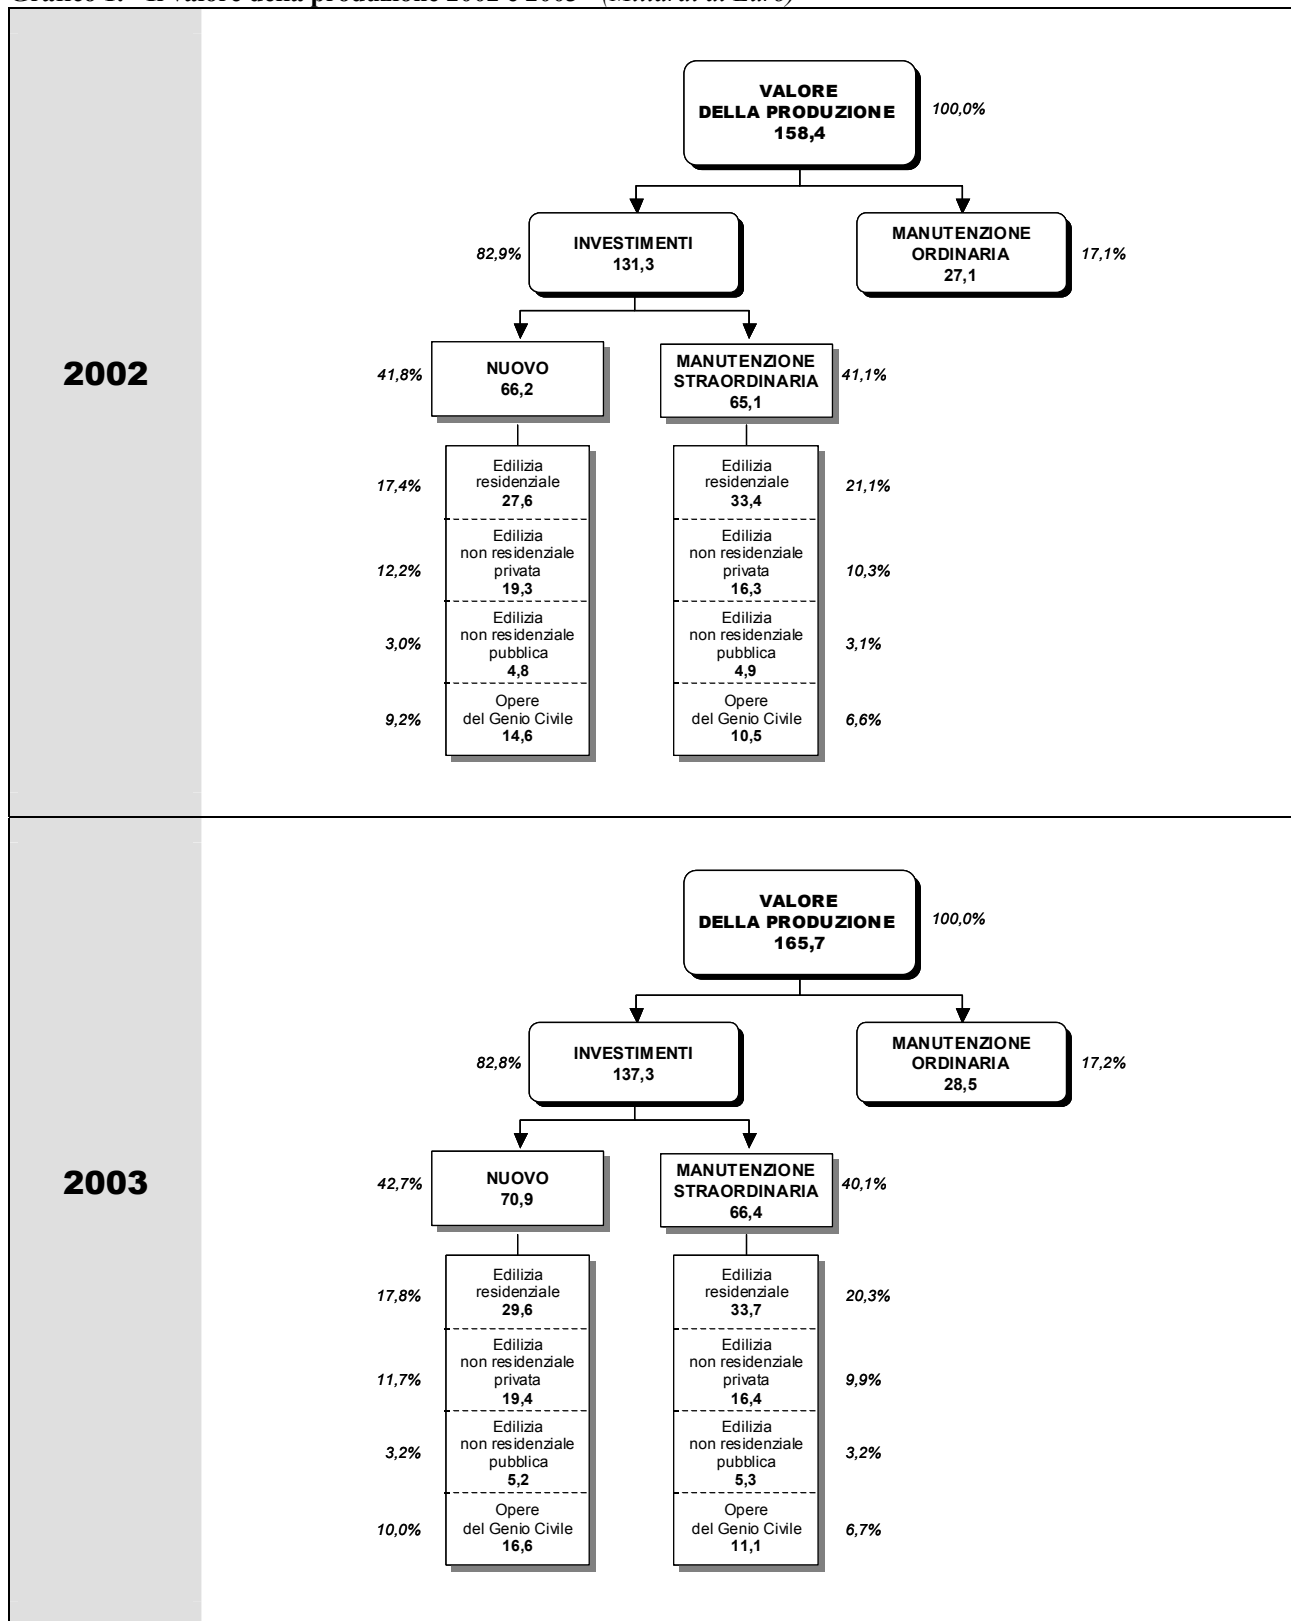 Grafico 1. - Il valore della produzione 2002 e 2003 - (Miliardi di Euro)
VALORE
DELLA PRODUZIONE
158,4
100,0%
82,9%
INVESTIMENTI
131,3
MANUTENZIONE
ORDINARIA
27,1
17,1%
2002
41,8%
NUOVO
66,2
MANUTENZIONE
STRAORDINARIA
65,1
41,1%
17,4%
Edilizia
residenziale
27,6
Edilizia
residenziale
33,4
21,1%
12,2%
Edilizia
non residenziale
privata
19,3
Edilizia
non residenziale
privata
16,3
10,3%
3,0%
Edilizia
non residenziale
pubblica
4,8
Edilizia
non residenziale
pubblica
4,9
3,1%
9,2%
Opere
del Genio Civile
14,6
Opere
del Genio Civile
10,5
6,6%
VALORE
DELLA PRODUZIONE
165,7
100,0%
82,8%
INVESTIMENTI
137,3
MANUTENZIONE
ORDINARIA
28,5
17,2%
2003
42,7%
NUOVO
70,9
MANUTENZIONE
STRAORDINARIA
66,4
40,1%
17,8%
Edilizia
residenziale
29,6
Edilizia
residenziale
33,7
20,3%
11,7%
Edilizia
non residenziale
privata
19,4
Edilizia
non residenziale
privata
16,4
9,9%
3,2%
Edilizia
non residenziale
pubblica
5,2
Edilizia
non residenziale
pubblica
5,3
3,2%
10,0%
Opere
del Genio Civile
16,6
Opere
del Genio Civile
11,1
6,7%